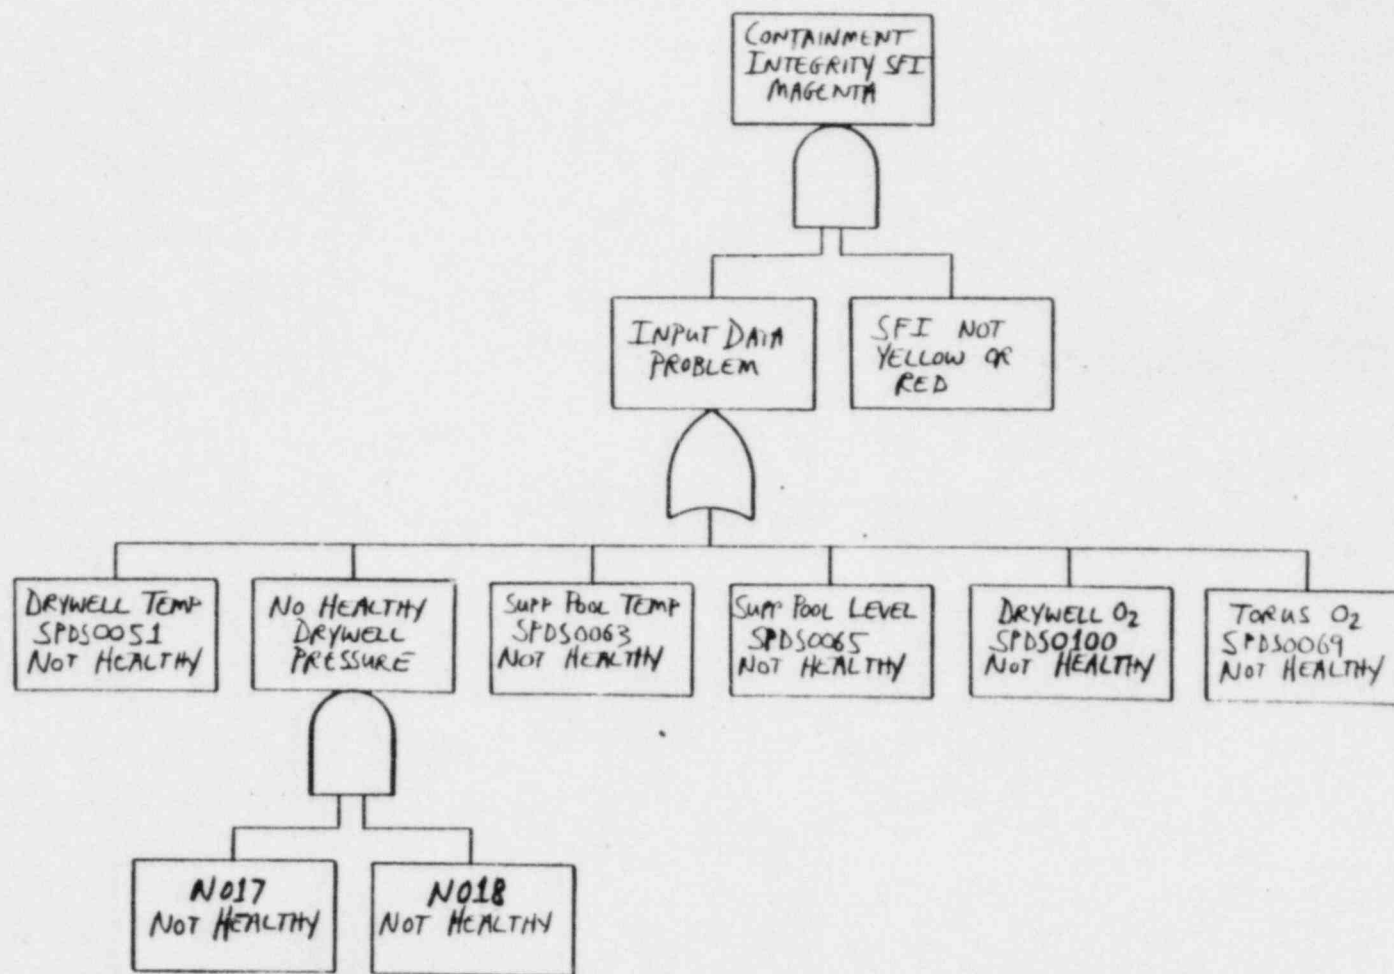 CONTAINMENT
INTEGRITY SFI
MAGENTA
INPUT DATA
PROBLEM
SFI NOT
YELLOW OR
RED
DRYWELL TEMP
SPDS0051
NOT HEALTHY
NO HEALTHY
DRYWELL
PRESSURE
SUPP POOL TEMP
SPDS0063
NOT HEALTHY
SUPP POOL LEVEL
SPDS0065
NOT HEALTHY
DRYWELL O2
SPDS0100
NOT HEALTHY
TORUS O2
SPDS0069
NOT HEALTHY
N017
NOT HEALTHY
N018
NOT HEALTHY